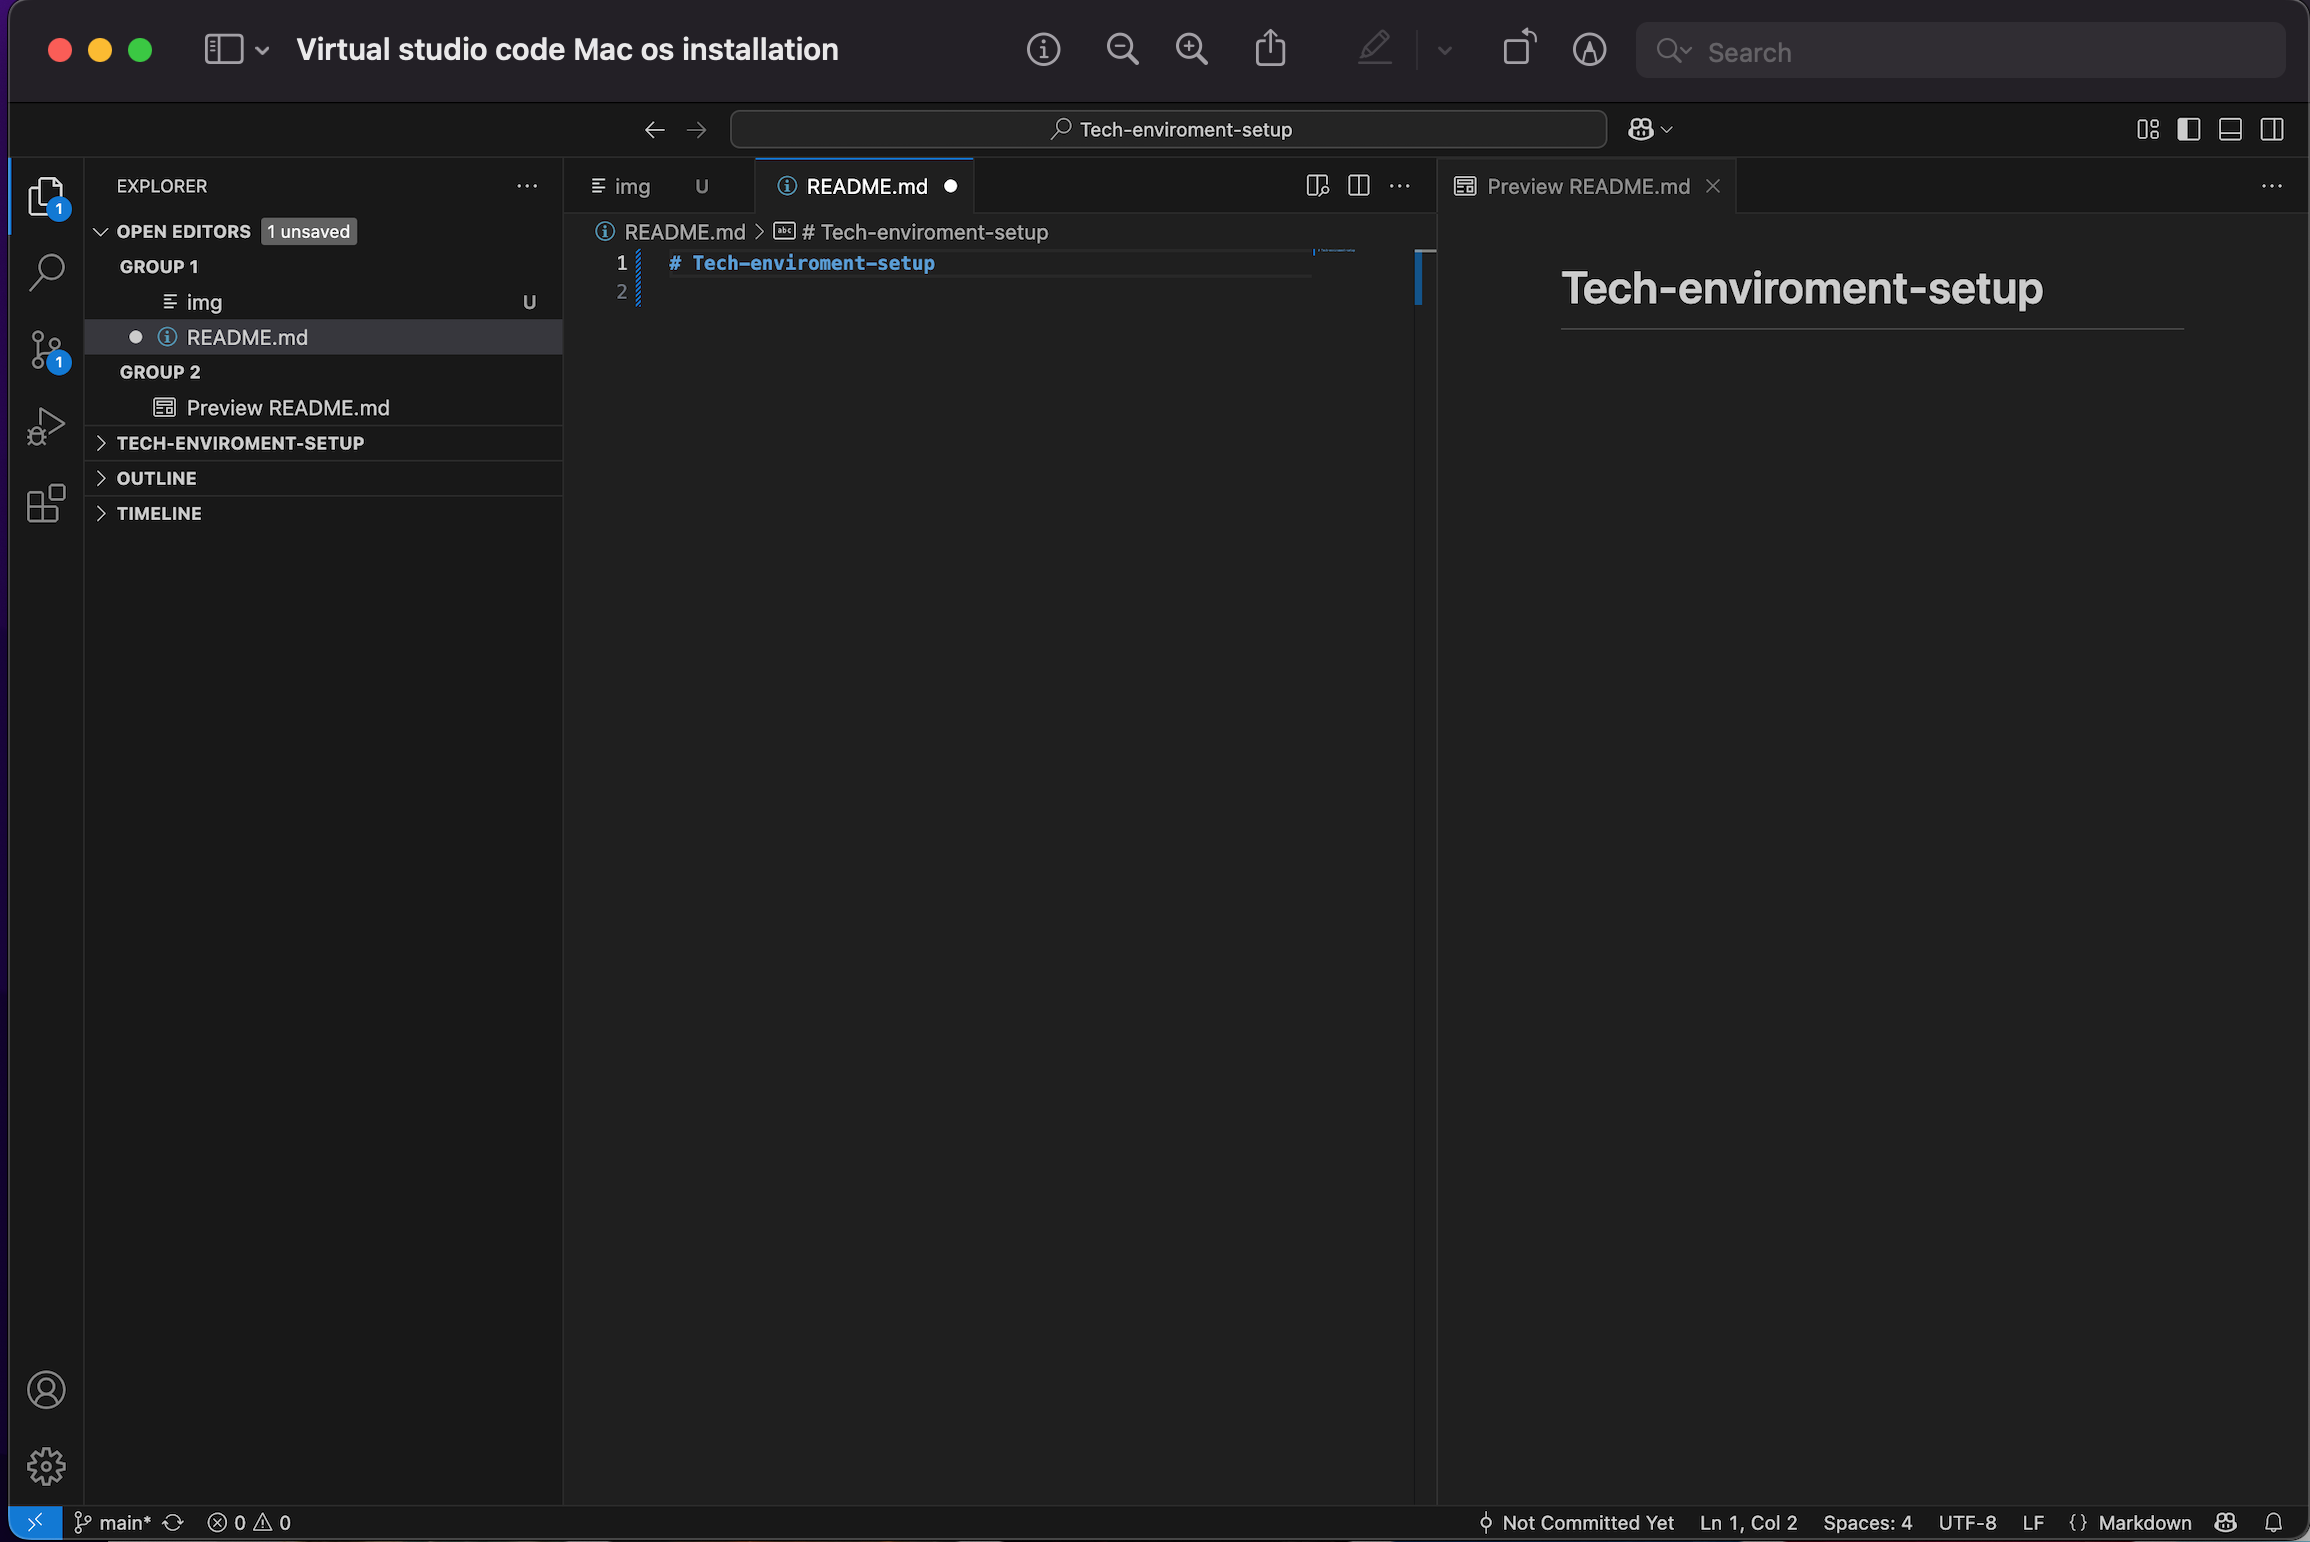 Virtual studio code Mac os installation
Search
Tech-enviroment-setup
EXPLORER
OPEN EDITORS 1 unsaved
GROUP 1
img U
README.md
GROUP 2
Preview README.md
TECH-ENVIROMENT-SETUP
OUTLINE
TIMELINE
1
1
img U
README.md
README.md > # Tech-enviroment-setup
1 # Tech-enviroment-setup
2
Preview README.md
Tech-enviroment-setup
main* 0 0
Not Committed Yet Ln 1, Col 2 Spaces: 4 UTF-8 LF {} Markdown